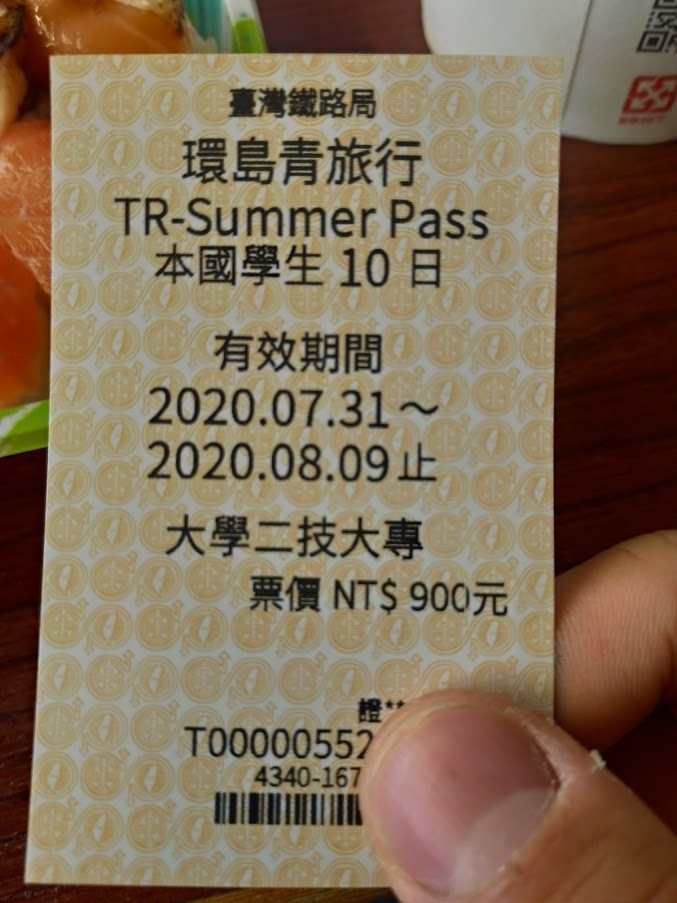 臺灣鐵路局
環島青旅行
TR-Summer Pass
本國學生 10 日
有效期間
2020.07.31～
2020.08.09止
大學二技大專
票價 NT$ 900元
證**
T00000552
4340-167